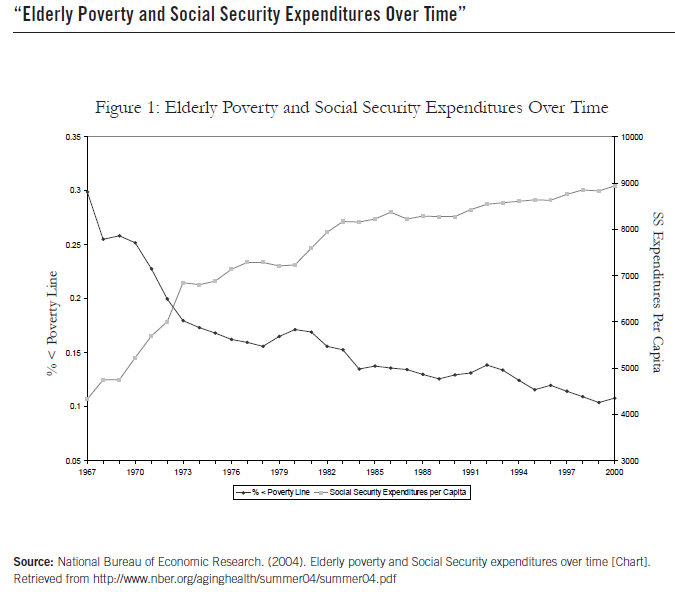 “Elderly Poverty and Social Security Expenditures Over Time”
Figure 1: Elderly Poverty and Social Security Expenditures Over Time
0.35
0.3
0.25
0.2
0.15
0.1
0.05
% < Poverty Line
10000
9000
8000
7000
6000
5000
4000
3000
SS Expenditures Per Capita
1967 1970 1973 1976 1979 1982 1985 1988 1991 1994 1997 2000
% < Poverty Line Social Security Expenditures per Capita
Source: National Bureau of Economic Research. (2004). Elderly poverty and Social Security expenditures over time [Chart].
Retrieved from http://www.nber.org/aginghealth/summer04/summer04.pdf